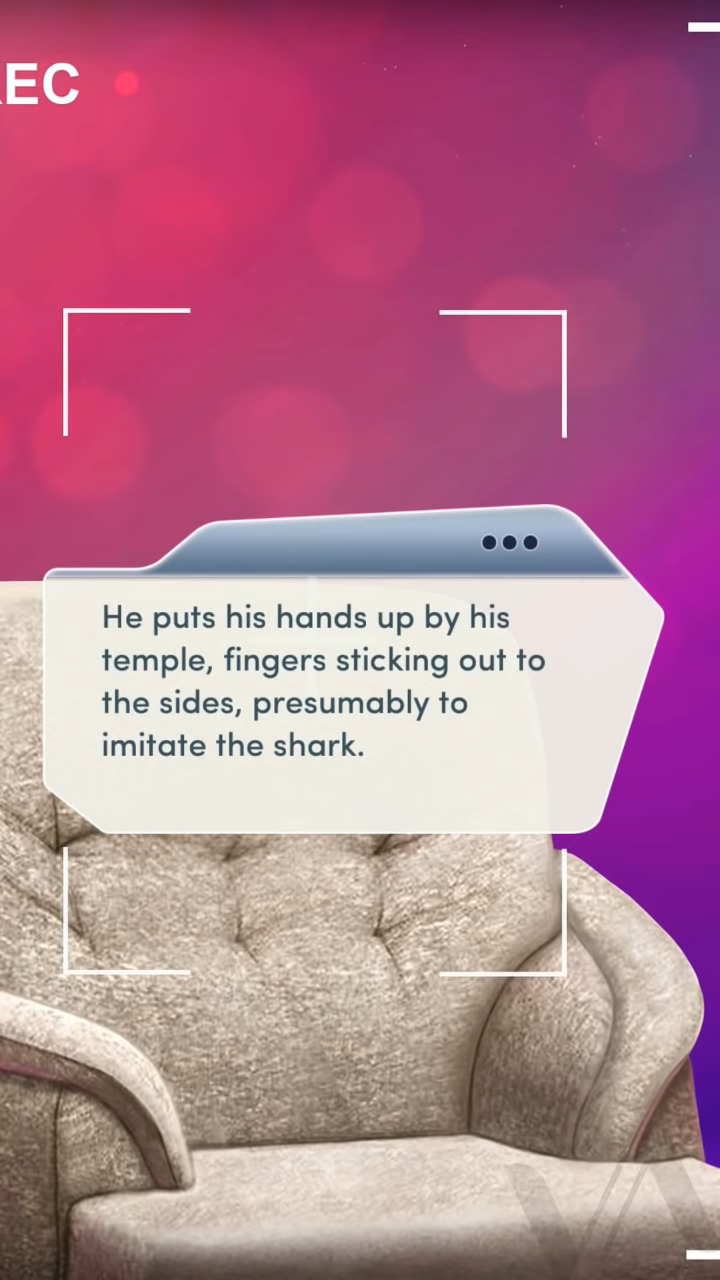 REC
He puts his hands up by his
temple, fingers sticking out to
the sides, presumably to
imitate the shark.